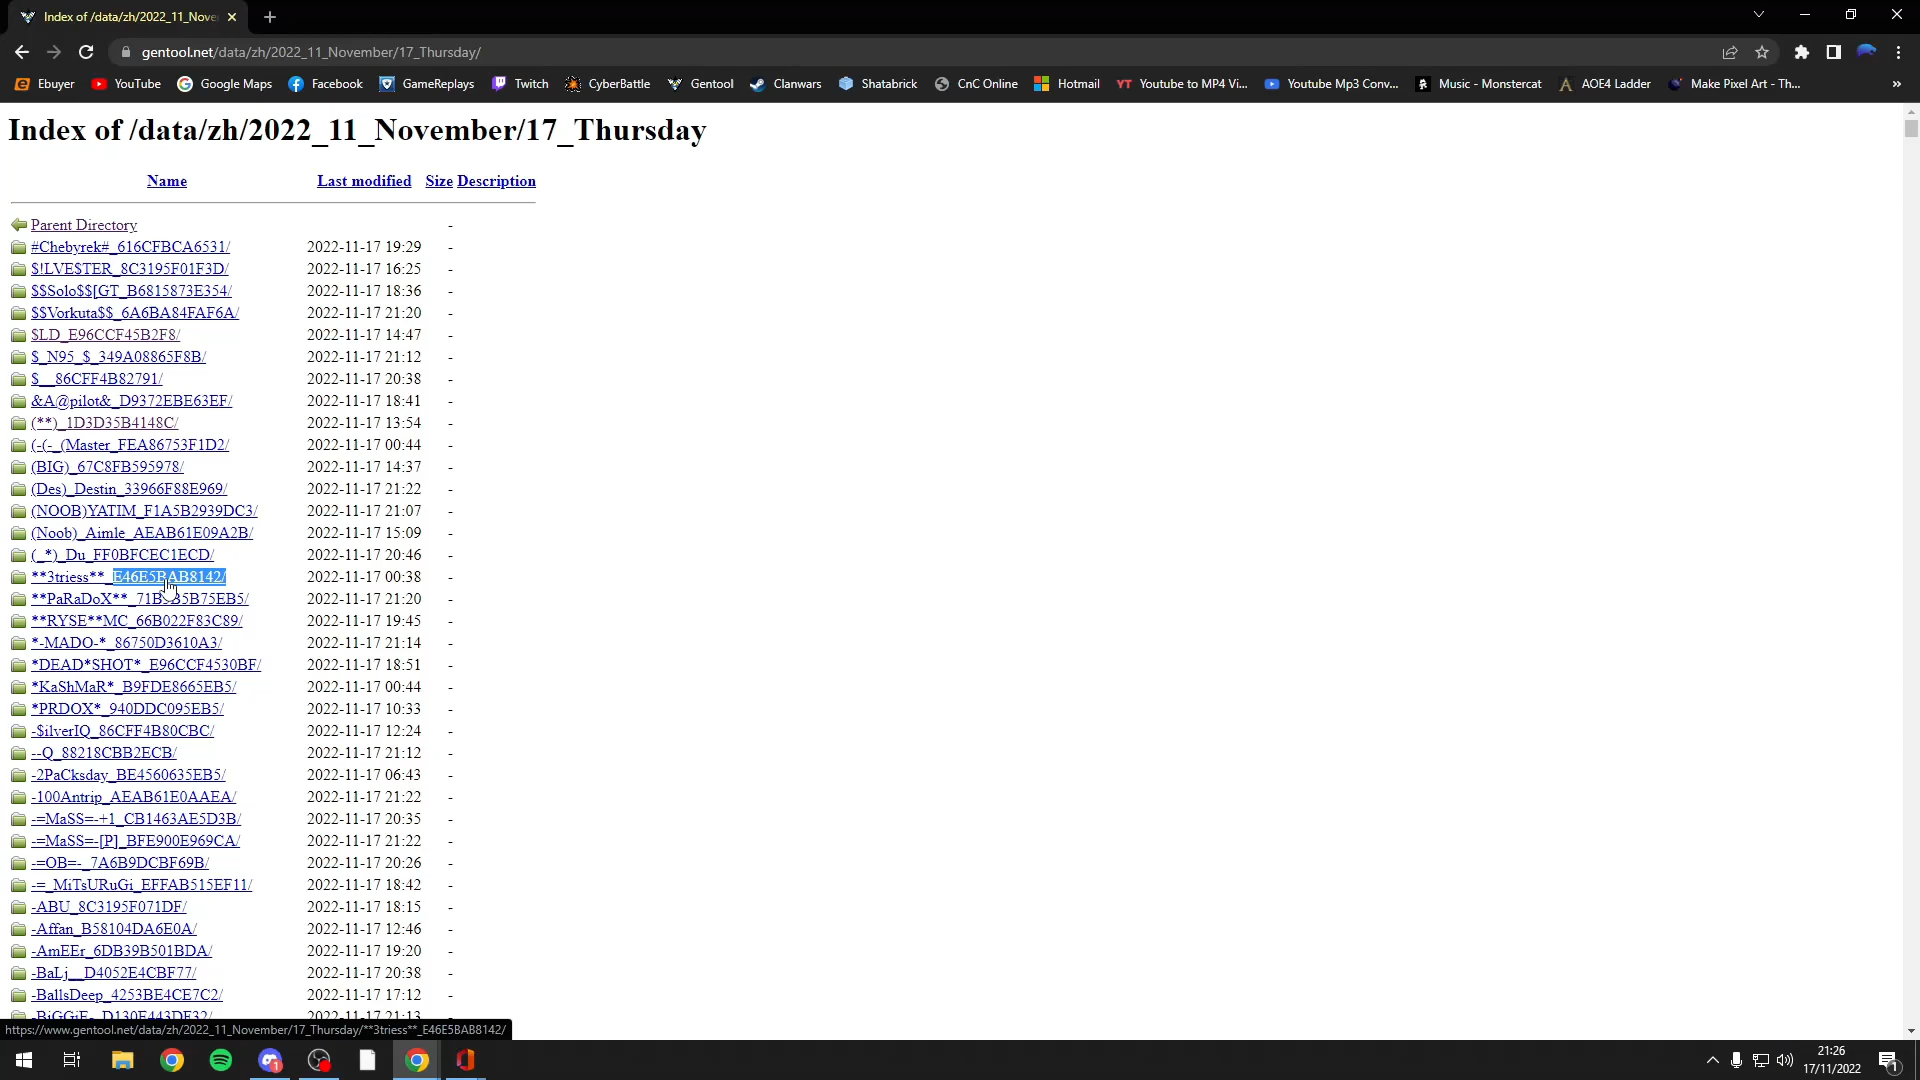 Index of /data/zh/2022_11_Nove
gentool.net/data/zh/2022_11_November/17_Thursday/
Ebuyer YouTube Google Maps Facebook GameReplays Twitch CyberBattle Gentool Clanwars Shatabrick CnC Online Hotmail YT Youtube to MP4 Vi... Youtube Mp3 Conv... Music - Monstercat AOE4 Ladder Make Pixel Art - Th... »
Index of /data/zh/2022_11_November/17_Thursday
Name Last modified Size Description
Parent Directory -
#Chebyrek#_616CFBCA6531/ 2022-11-17 19:29 -
$!LVE$TER_8C3195F01F3D/ 2022-11-17 16:25 -
$$Solo$$[GT_B6815873E354/ 2022-11-17 18:36 -
$$Vorkuta$$_6A6BA84FAF6A/ 2022-11-17 21:20 -
$LD_E96CCF45B2F8/ 2022-11-17 14:47 -
$_N95_$_349A08865F8B/ 2022-11-17 21:12 -
$__86CFF4B82791/ 2022-11-17 20:38 -
&A@pilot&_D9372EBE63EF/ 2022-11-17 18:41 -
(**)_1D3D35B4148C/ 2022-11-17 13:54 -
(-(-_(Master_FEA86753F1D2/ 2022-11-17 00:44 -
(BIG)_67C8FB595978/ 2022-11-17 14:37 -
(Des)_Destin_33966F88E969/ 2022-11-17 21:22 -
(NOOB)YATIM_F1A5B2939DC3/ 2022-11-17 21:07 -
(Noob)_Aimle_AEAB61E09A2B/ 2022-11-17 15:09 -
(_*)_Du_FF0BFCEC1ECD/ 2022-11-17 20:46 -
**3triess**_E46E5BAB8142/ 2022-11-17 00:38 -
**PaRaDoX** 2022-11-17 21:20 -
**RYSE**MC_66B022F83C89/ 2022-11-17 19:45 -
*-MADO-*_86750D3610A3/ 2022-11-17 21:14 -
*DEAD*SHOT*_E96CCF4530BF/ 2022-11-17 18:51 -
*KaShMaR*_B9FDE8665EB5/ 2022-11-17 00:44 -
*PRDOX*_940DDC095EB5/ 2022-11-17 10:33 -
-$ilverIQ_86CFF4B80CBC/ 2022-11-17 12:24 -
--Q_88218CBB2ECB/ 2022-11-17 21:12 -
-2PaCksday_BE4560635EB5/ 2022-11-17 06:43 -
-100Antrip_AEAB61E0AAEA/ 2022-11-17 21:22 -
-=MaSS=-+1_CB1463AE5D3B/ 2022-11-17 20:35 -
-=MaSS=-[P]_BFE900E969CA/ 2022-11-17 21:22 -
-=OB=-_7A6B9DCBF69B/ 2022-11-17 20:26 -
-=_MiTsURuGi_EFFAB515EF11/ 2022-11-17 18:42 -
-ABU_8C3195F071DF/ 2022-11-17 18:15 -
-Affan_B58104DA6E0A/ 2022-11-17 12:46 -
-AmEEr_6DB39B501BDA/ 2022-11-17 19:20 -
-BaLj__D4052E4CBF77/ 2022-11-17 20:38 -
-BallsDeep_4253BE4CE7C2/ 2022-11-17 17:12 -
-BiGGiE-_D130E443DF32/ 2022-11-17 21:13 -
https://www.gentool.net/data/zh/2022_11_November/17_Thursday/**3triess**_E46E5BAB8142/
21:26
17/11/2022